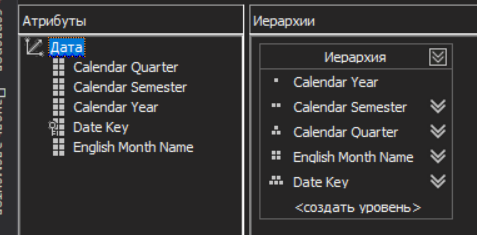 Атрибуты
Дата
Calendar Quarter
Calendar Semester
Calendar Year
Date Key
English Month Name
Иерархии
Иерархия
Calendar Year
Calendar Semester
Calendar Quarter
English Month Name
Date Key
<создать уровень>